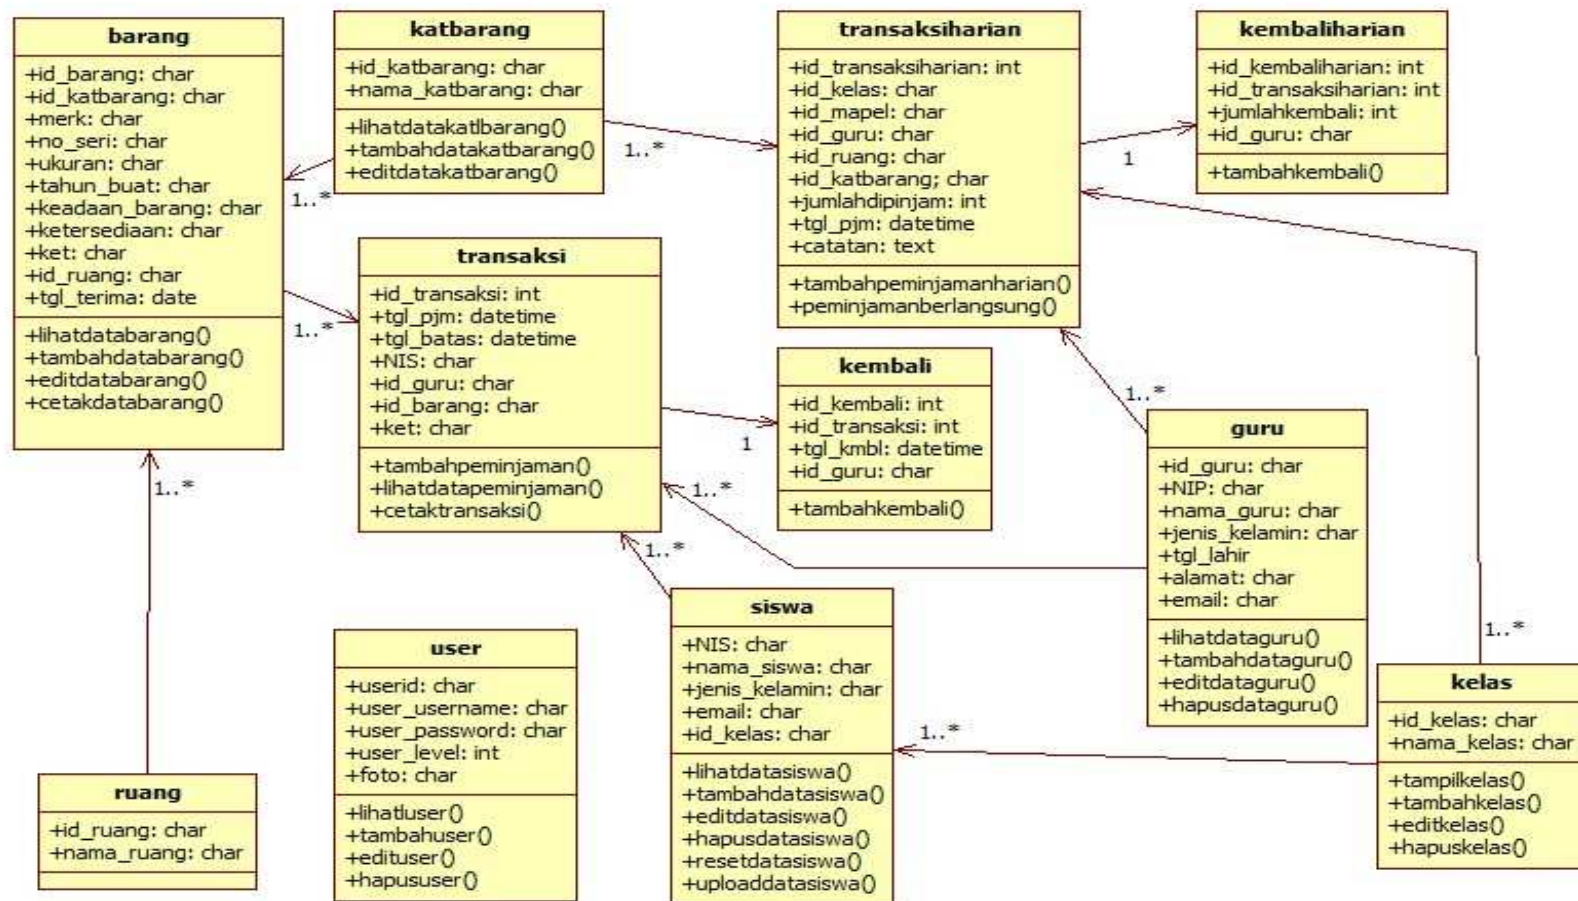 barang
+id_barang: char
+id_katbarang: char
+merk: char
+no_seri: char
+ukuran: char
+tahun_buat: char
+keadaan_barang: char
+ketersediaan: char
+ket: char
+id_ruang: char
+tgl_terima: date
+lihatdatabarang()
+tambahdatabarang()
+editdatabarang()
+cetakdatabarang()
katbarang
+id_katbarang: char
+nama_katbarang: char
+lihatdatakatlbarang()
+tambahdatakatbarang()
+editdatakatbarang()
1..*
1..*
transaksiharian
+id_transaksiharian: int
+id_kelas: char
+id_mapel: char
+id_guru: char
+id_ruang: char
+id_katbarang; char
+jumlahdipinjam: int
+tgl_pjm: datetime
+catatan: text
+tambahpeminjamanharian()
+peminjamanberlangsung()
1
kembaliharian
+id_kembaliharian: int
+id_transaksiharian: int
+jumlahkembali: int
+id_guru: char
+tambahkembali()
1..*
transaksi
+id_transaksi: int
+tgl_pjm: datetime
+tgl_batas: datetime
+NIS: char
+id_guru: char
+id_barang: char
+ket: char
+tambahpeminjaman()
+lihatdatapeminjaman()
+cetaktransaksi()
1
kembali
+id_kembali: int
+id_transaksi: int
+tgl_kmbl: datetime
+id_guru: char
+tambahkembali()
1..*
guru
+id_guru: char
+NIP: char
+nama_guru: char
+jenis_kelamin: char
+tgl_lahir
+alamat: char
+email: char
+lihatdataguru()
+tambahdataguru()
+editdataguru()
+hapusdataguru()
1..*
1..*
1..*
ruang
+id_ruang: char
+nama_ruang: char
user
+userid: char
+user_username: char
+user_password: char
+user_level: int
+foto: char
+lihatluser()
+tambahuser()
+edituser()
+hapususer()
siswa
+NIS: char
+nama_siswa: char
+jenis_kelamin: char
+email: char
+id_kelas: char
+lihatdatasiswa()
+tambahdatasiswa()
+editdatasiswa()
+hapusdatasiswa()
+resetdatasiswa()
+uploaddatasiswa()
1..*
1..*
kelas
+id_kelas: char
+nama_kelas: char
+tampilkelas()
+tambahkelas()
+editkelas()
+hapuskelas()